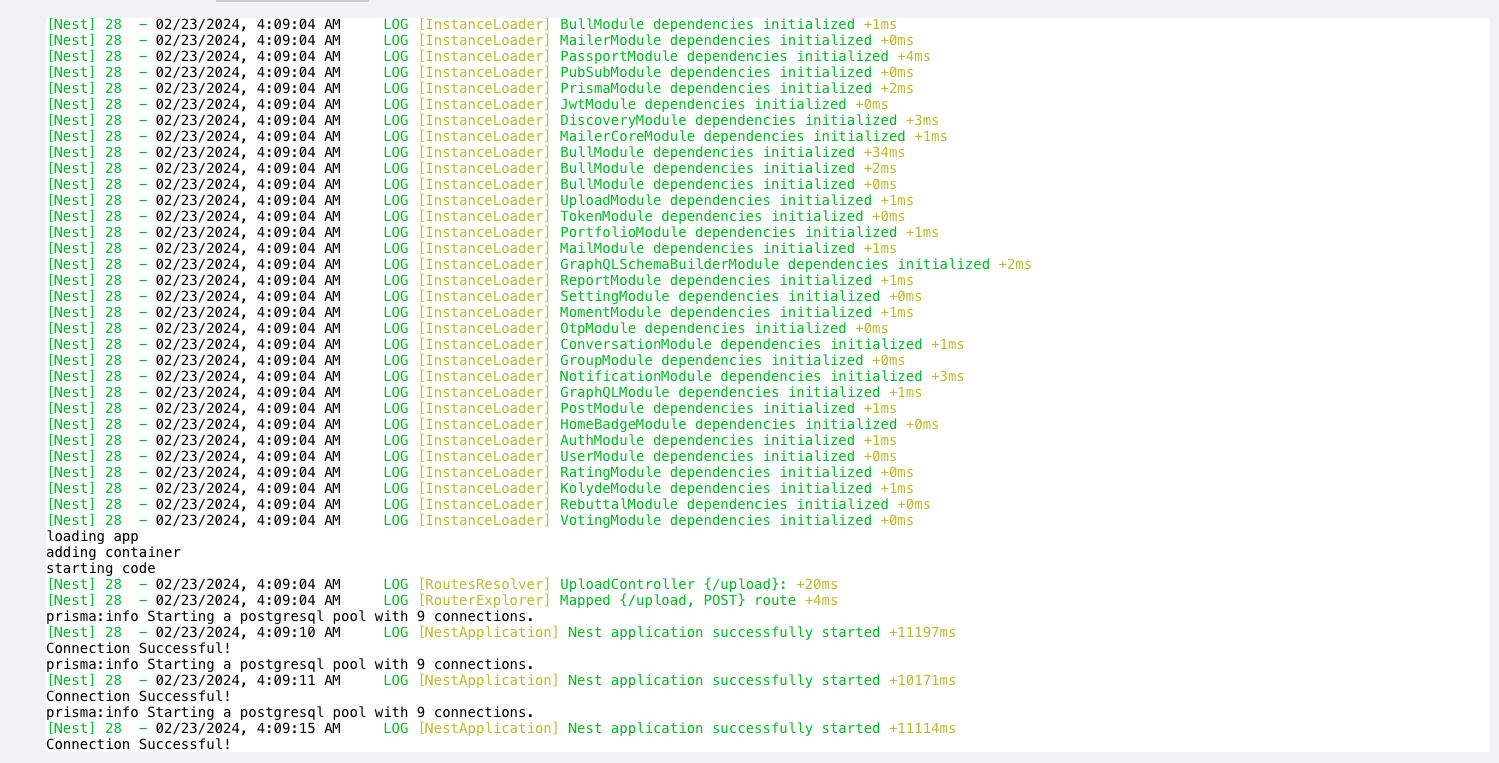 [Nest] 28  - 02/23/2024, 4:09:04 AM     LOG [InstanceLoader] BullModule dependencies initialized +1ms
[Nest] 28  - 02/23/2024, 4:09:04 AM     LOG [InstanceLoader] MailerModule dependencies initialized +0ms
[Nest] 28  - 02/23/2024, 4:09:04 AM     LOG [InstanceLoader] PassportModule dependencies initialized +4ms
[Nest] 28  - 02/23/2024, 4:09:04 AM     LOG [InstanceLoader] PubSubModule dependencies initialized +0ms
[Nest] 28  - 02/23/2024, 4:09:04 AM     LOG [InstanceLoader] PrismaModule dependencies initialized +2ms
[Nest] 28  - 02/23/2024, 4:09:04 AM     LOG [InstanceLoader] JwtModule dependencies initialized +0ms
[Nest] 28  - 02/23/2024, 4:09:04 AM     LOG [InstanceLoader] DiscoveryModule dependencies initialized +3ms
[Nest] 28  - 02/23/2024, 4:09:04 AM     LOG [InstanceLoader] MailerCoreModule dependencies initialized +1ms
[Nest] 28  - 02/23/2024, 4:09:04 AM     LOG [InstanceLoader] BullModule dependencies initialized +34ms
[Nest] 28  - 02/23/2024, 4:09:04 AM     LOG [InstanceLoader] BullModule dependencies initialized +2ms
[Nest] 28  - 02/23/2024, 4:09:04 AM     LOG [InstanceLoader] BullModule dependencies initialized +0ms
[Nest] 28  - 02/23/2024, 4:09:04 AM     LOG [InstanceLoader] UploadModule dependencies initialized +1ms
[Nest] 28  - 02/23/2024, 4:09:04 AM     LOG [InstanceLoader] TokenModule dependencies initialized +0ms
[Nest] 28  - 02/23/2024, 4:09:04 AM     LOG [InstanceLoader] PortfolioModule dependencies initialized +1ms
[Nest] 28  - 02/23/2024, 4:09:04 AM     LOG [InstanceLoader] MailModule dependencies initialized +1ms
[Nest] 28  - 02/23/2024, 4:09:04 AM     LOG [InstanceLoader] GraphQLSchemaBuilderModule dependencies initialized +2ms
[Nest] 28  - 02/23/2024, 4:09:04 AM     LOG [InstanceLoader] ReportModule dependencies initialized +1ms
[Nest] 28  - 02/23/2024, 4:09:04 AM     LOG [InstanceLoader] SettingModule dependencies initialized +0ms
[Nest] 28  - 02/23/2024, 4:09:04 AM     LOG [InstanceLoader] MomentModule dependencies initialized +1ms
[Nest] 28  - 02/23/2024, 4:09:04 AM     LOG [InstanceLoader] OtpModule dependencies initialized +0ms
[Nest] 28  - 02/23/2024, 4:09:04 AM     LOG [InstanceLoader] ConversationModule dependencies initialized +1ms
[Nest] 28  - 02/23/2024, 4:09:04 AM     LOG [InstanceLoader] GroupModule dependencies initialized +0ms
[Nest] 28  - 02/23/2024, 4:09:04 AM     LOG [InstanceLoader] NotificationModule dependencies initialized +3ms
[Nest] 28  - 02/23/2024, 4:09:04 AM     LOG [InstanceLoader] GraphQLModule dependencies initialized +1ms
[Nest] 28  - 02/23/2024, 4:09:04 AM     LOG [InstanceLoader] PostModule dependencies initialized +1ms
[Nest] 28  - 02/23/2024, 4:09:04 AM     LOG [InstanceLoader] HomeBadgeModule dependencies initialized +0ms
[Nest] 28  - 02/23/2024, 4:09:04 AM     LOG [InstanceLoader] AuthModule dependencies initialized +1ms
[Nest] 28  - 02/23/2024, 4:09:04 AM     LOG [InstanceLoader] UserModule dependencies initialized +0ms
[Nest] 28  - 02/23/2024, 4:09:04 AM     LOG [InstanceLoader] RatingModule dependencies initialized +0ms
[Nest] 28  - 02/23/2024, 4:09:04 AM     LOG [InstanceLoader] KolydeModule dependencies initialized +1ms
[Nest] 28  - 02/23/2024, 4:09:04 AM     LOG [InstanceLoader] RebuttalModule dependencies initialized +0ms
[Nest] 28  - 02/23/2024, 4:09:04 AM     LOG [InstanceLoader] VotingModule dependencies initialized +0ms
loading app
adding container
starting code
[Nest] 28  - 02/23/2024, 4:09:04 AM     LOG [RoutesResolver] UploadController {/upload}: +20ms
[Nest] 28  - 02/23/2024, 4:09:04 AM     LOG [RouterExplorer] Mapped {/upload, POST} route +4ms
prisma:info Starting a postgresql pool with 9 connections.
[Nest] 28  - 02/23/2024, 4:09:10 AM     LOG [NestApplication] Nest application successfully started +11197ms
Connection Successful!
prisma:info Starting a postgresql pool with 9 connections.
[Nest] 28  - 02/23/2024, 4:09:11 AM     LOG [NestApplication] Nest application successfully started +10171ms
Connection Successful!
prisma:info Starting a postgresql pool with 9 connections.
[Nest] 28  - 02/23/2024, 4:09:15 AM     LOG [NestApplication] Nest application successfully started +11114ms
Connection Successful!